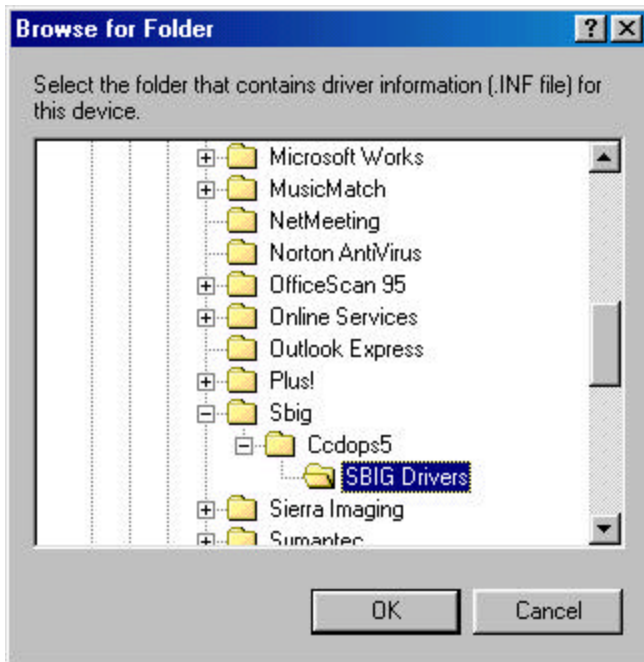 Browse for Folder
Select the folder that contains driver information (.INF file) for
this device.
Microsoft Works
MusicMatch
NetMeeting
Norton AntiVirus
OfficeScan 95
Online Services
Outlook Express
Plus!
Sbig
Ccdops5
SBIG Drivers
Sierra Imaging
Sumantec
OK Cancel